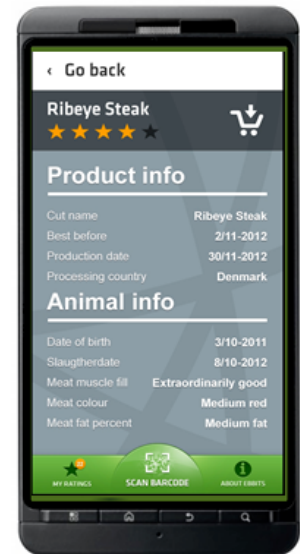 ‹ Go back
Ribeye Steak
Product info
Cut name Ribeye Steak
Best before 2/11-2012
Production date 30/11-2012
Processing country Denmark
Animal info
Date of birth 3/10-2011
Slaugtherdate 8/10-2012
Meat muscle fill Extraordinarily good
Meat colour Medium red
Meat fat percent Medium fat
MY RATINGS SCAN BARCODE ABOUT EBBITS